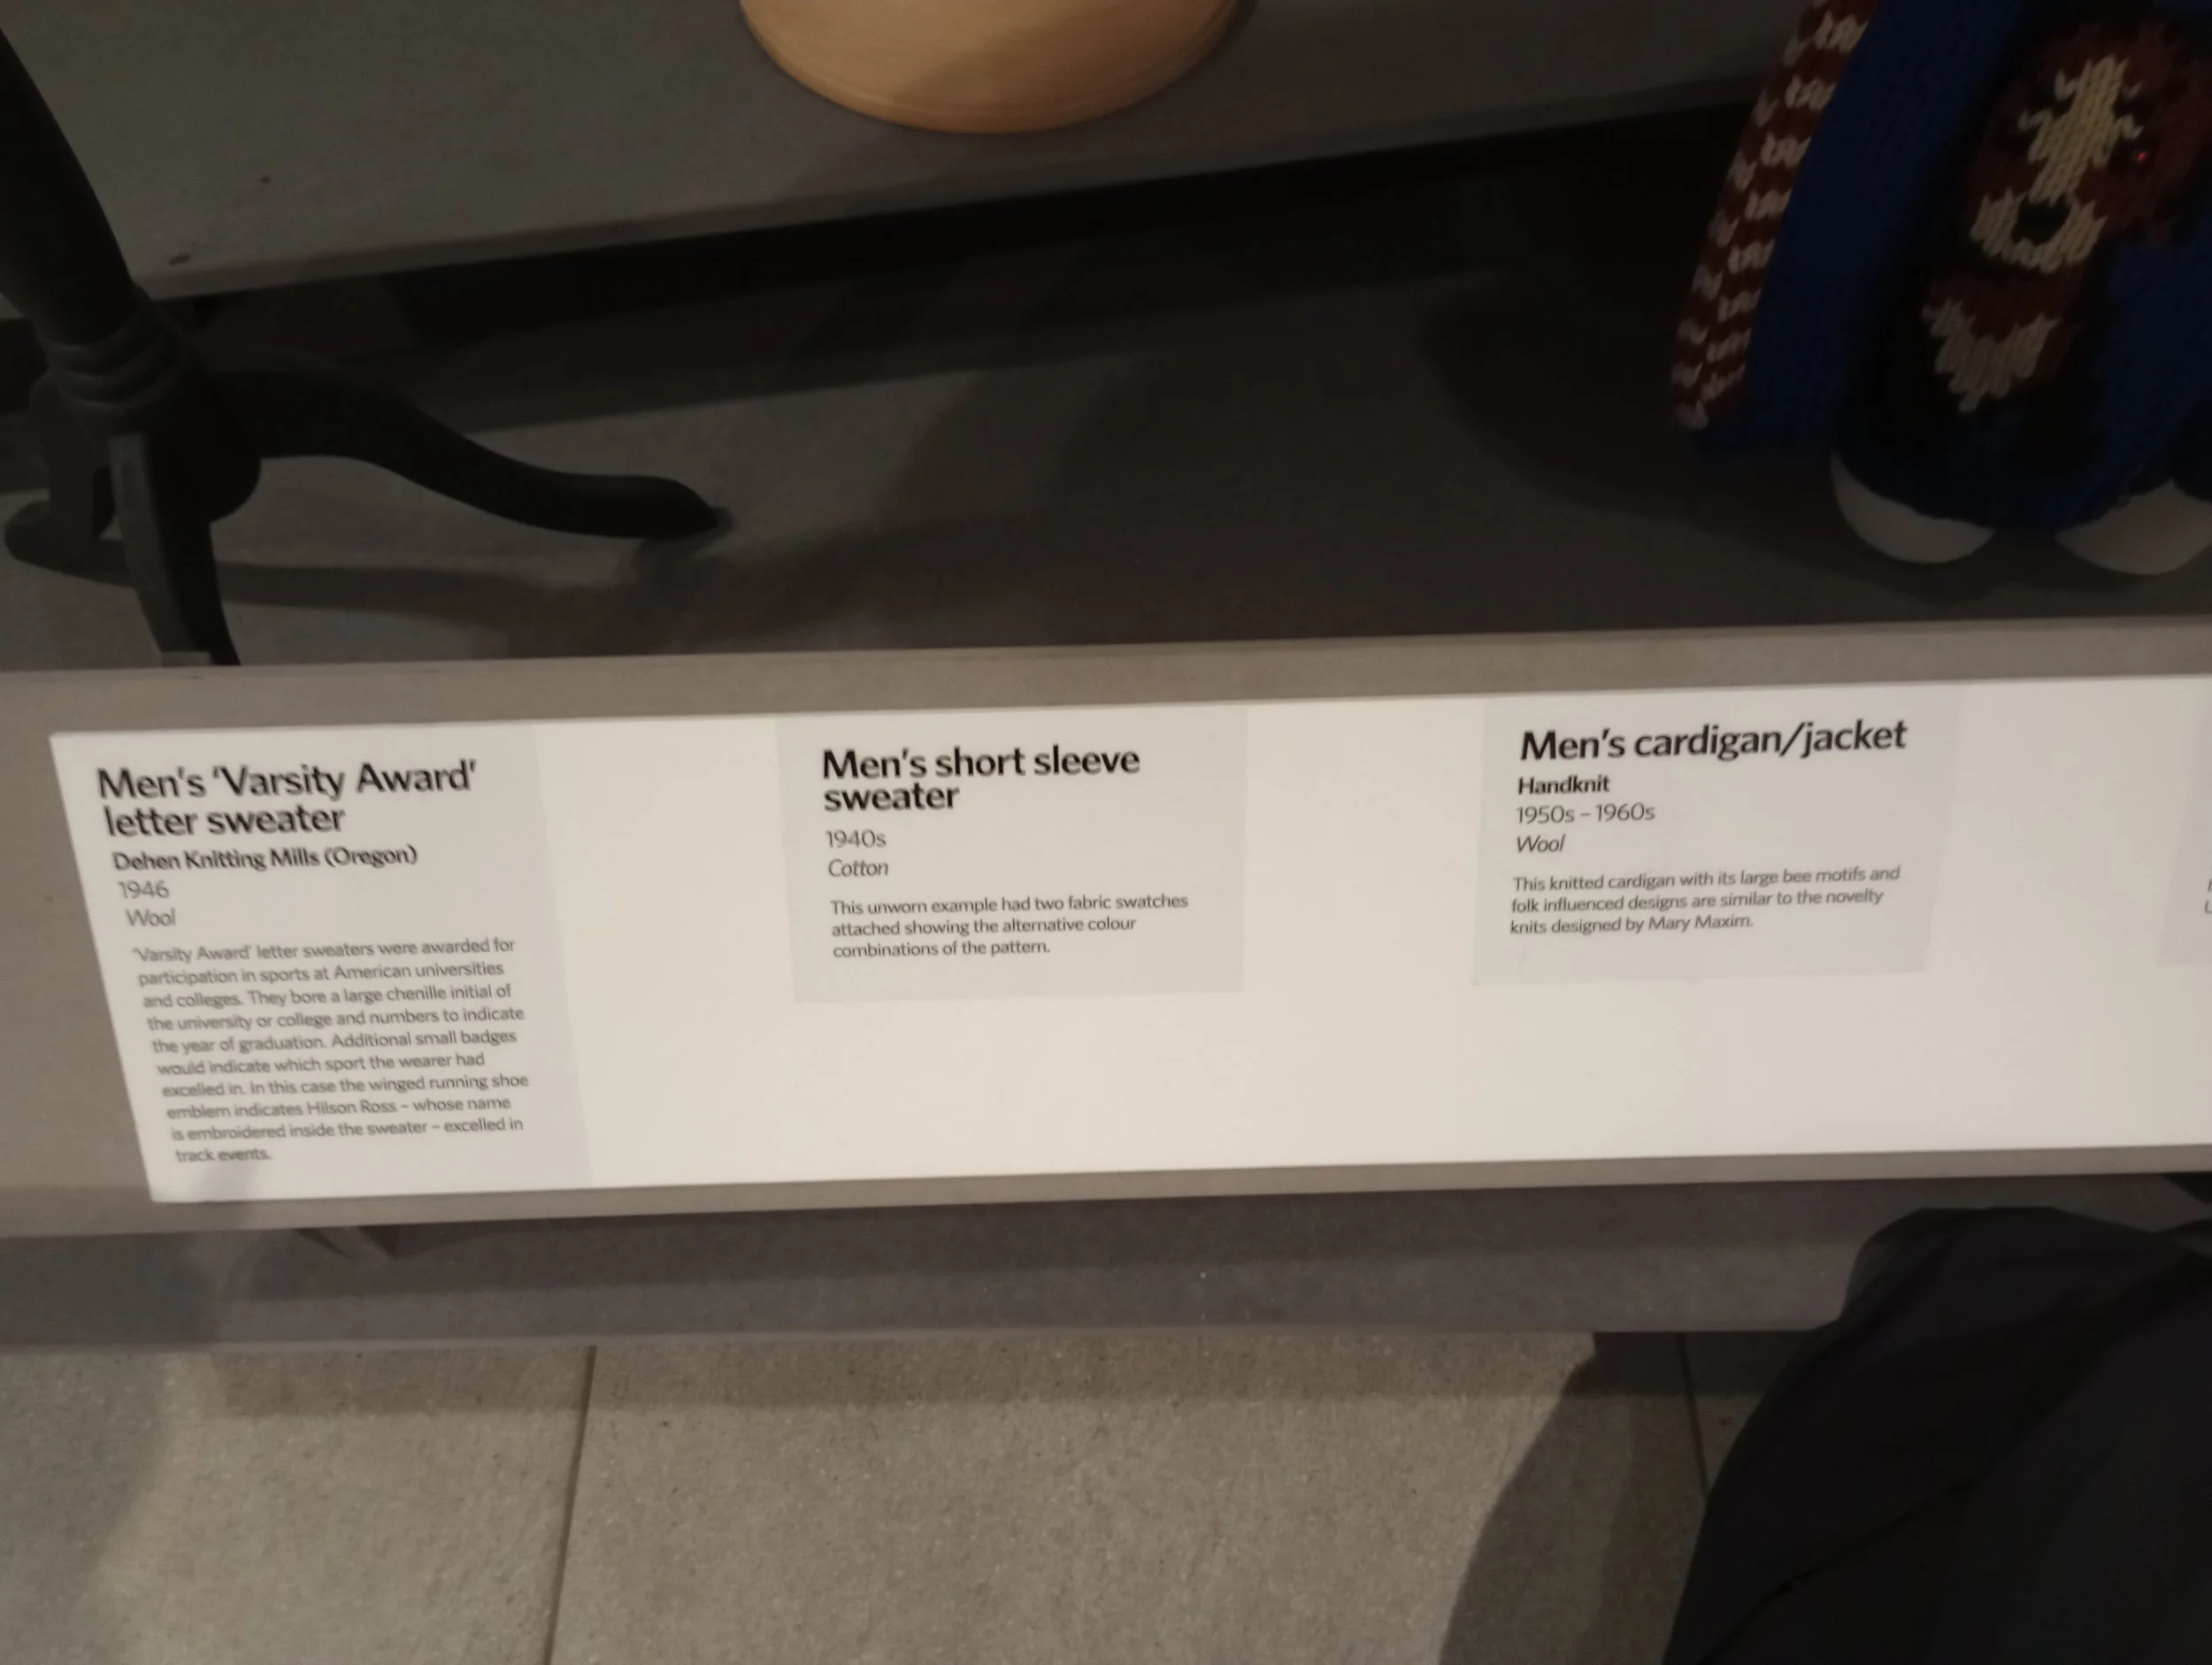 Men's 'Varsity Award'
letter sweater
Dehen Knitting Mills (Oregon)
1946
Wool
'Varsity Award' letter sweaters were awarded for
participation in sports at American universities
and colleges. They bore a large chenille initial of
the university or college and numbers to indicate
the year of graduation. Additional small badges
would indicate which sport the wearer had
excelled in. In this case the winged running shoe
emblem indicates Hilson Ross – whose name
is embroidered inside the sweater – excelled in
track events.
Men's short sleeve
sweater
1940s
Cotton
This unworn example had two fabric swatches
attached showing the alternative colour
combinations of the pattern.
Men's cardigan/jacket
Handknit
1950s – 1960s
Wool
This knitted cardigan with its large bee motifs and
folk influenced designs are similar to the novelty
knits designed by Mary Maxim.